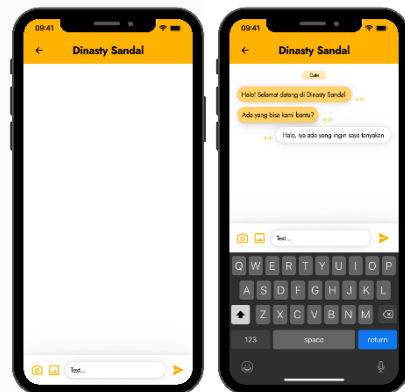 09:41
Dinasty Sandal
Text...
09:41
Dinasty Sandal
Date
Halo! Selamat datang di Dinasty Sandal
Ada yang bisa kami bantu?
Halo, iya ada yang ingin saya tanyakan
Text...
Q W E R T Y U I O P
A S D F G H J K L
Z X C V B N M
123 space return